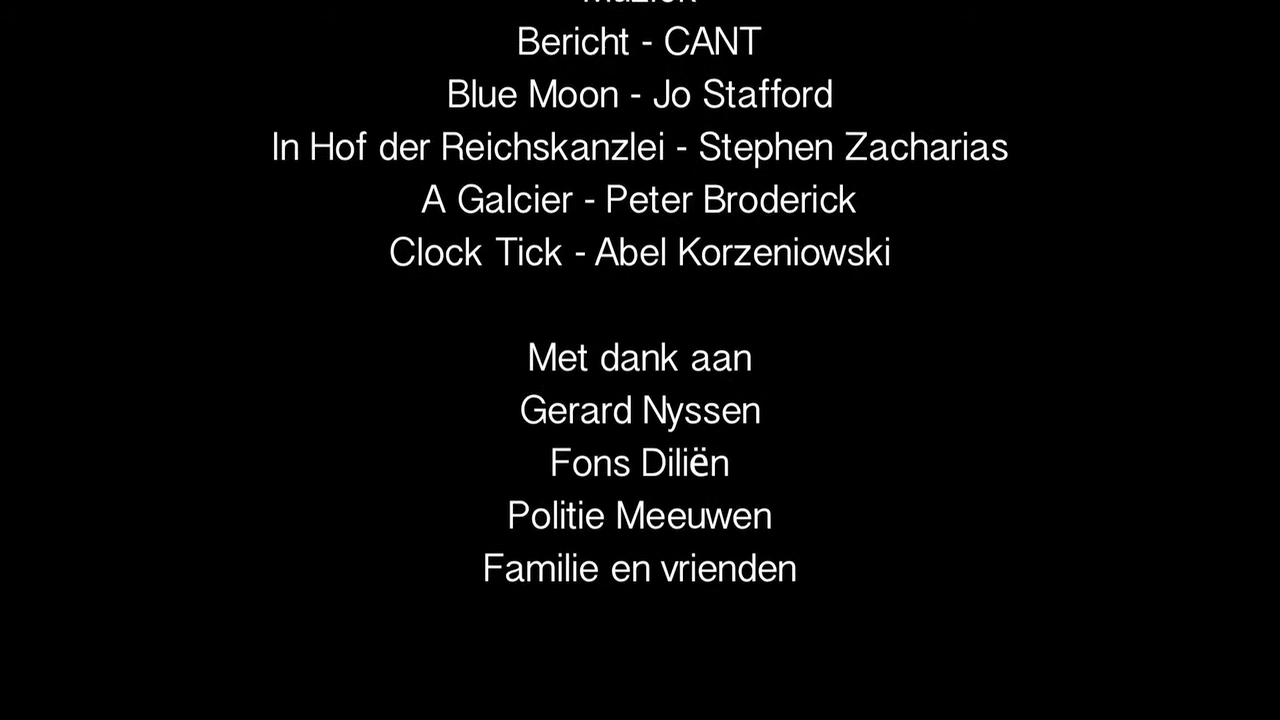 Muziek
Bericht - CANT
Blue Moon - Jo Stafford
In Hof der Reichskanzlei - Stephen Zacharias
A Galcier - Peter Broderick
Clock Tick - Abel Korzeniowski
Met dank aan
Gerard Nyssen
Fons Diliën
Politie Meeuwen
Familie en vrienden